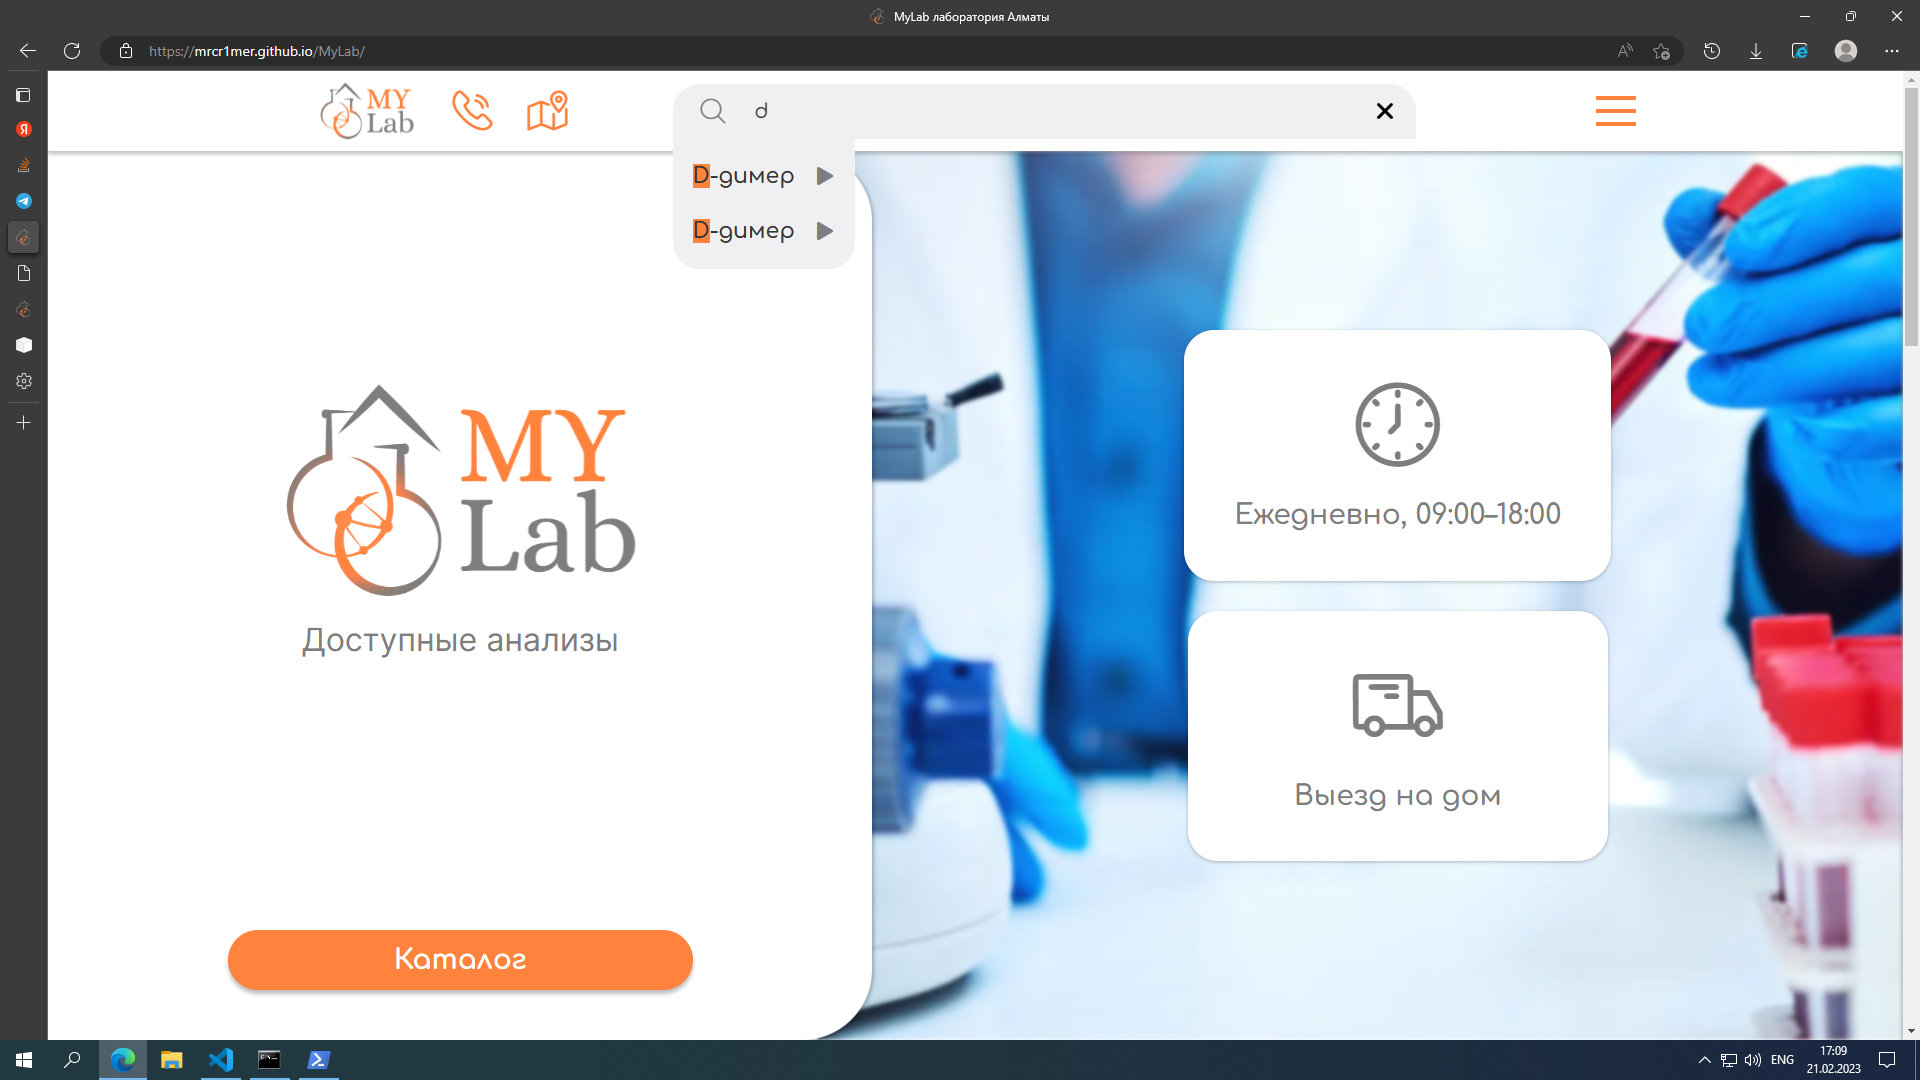 MyLab лаборатория Алматы
https://mrcr1mer.github.io/MyLab/
MY
Lab
d
D-димер
D-димер
MY
Lab
Доступные анализы
Каталог
Ежедневно, 09:00–18:00
Выезд на дом
ENG
17:09
21.02.2023